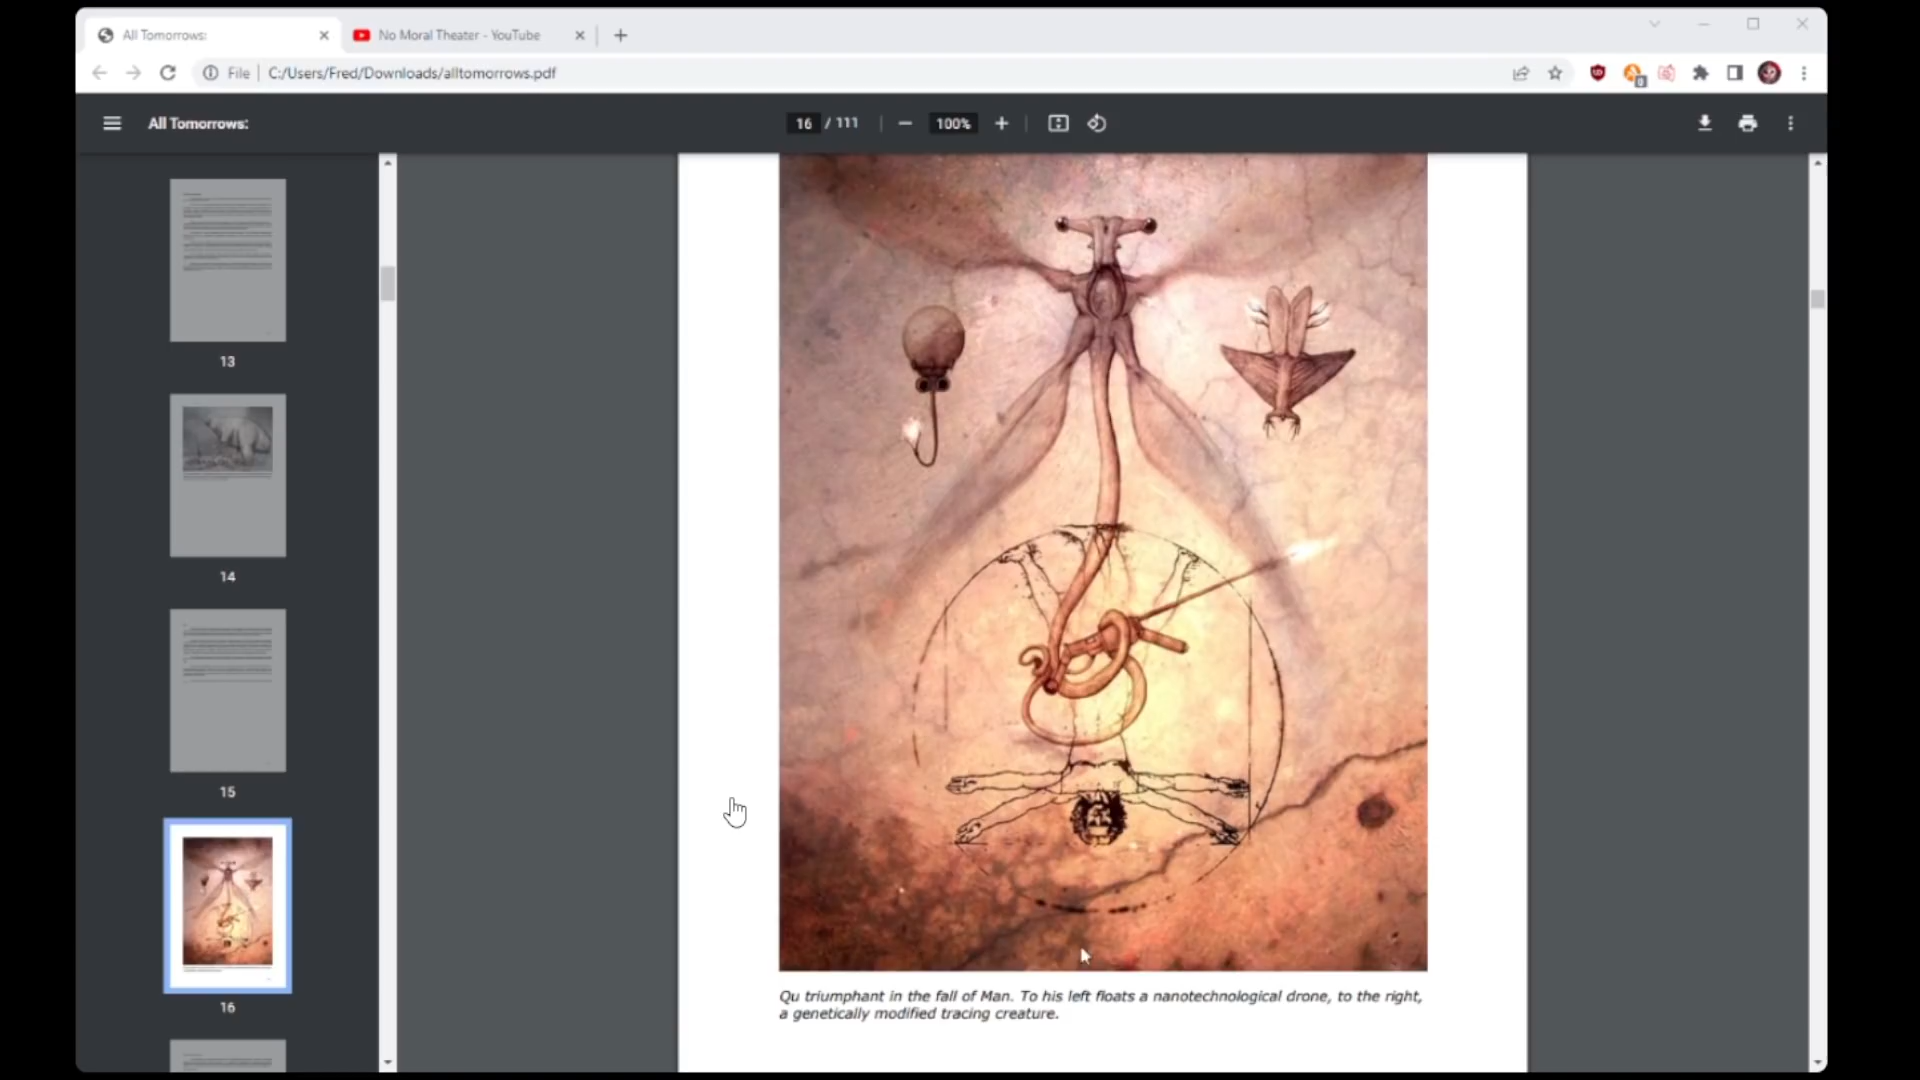 All Tomorrows:
No Moral Theater - YouTube
File
C:/Users/Fred/Downloads/alltomorrows.pdf
All Tomorrows:
16 / 111
100%
13
14
15
16
Qu triumphant in the fall of Man. To his left floats a nanotechnological drone, to the right,
a genetically modified tracing creature.